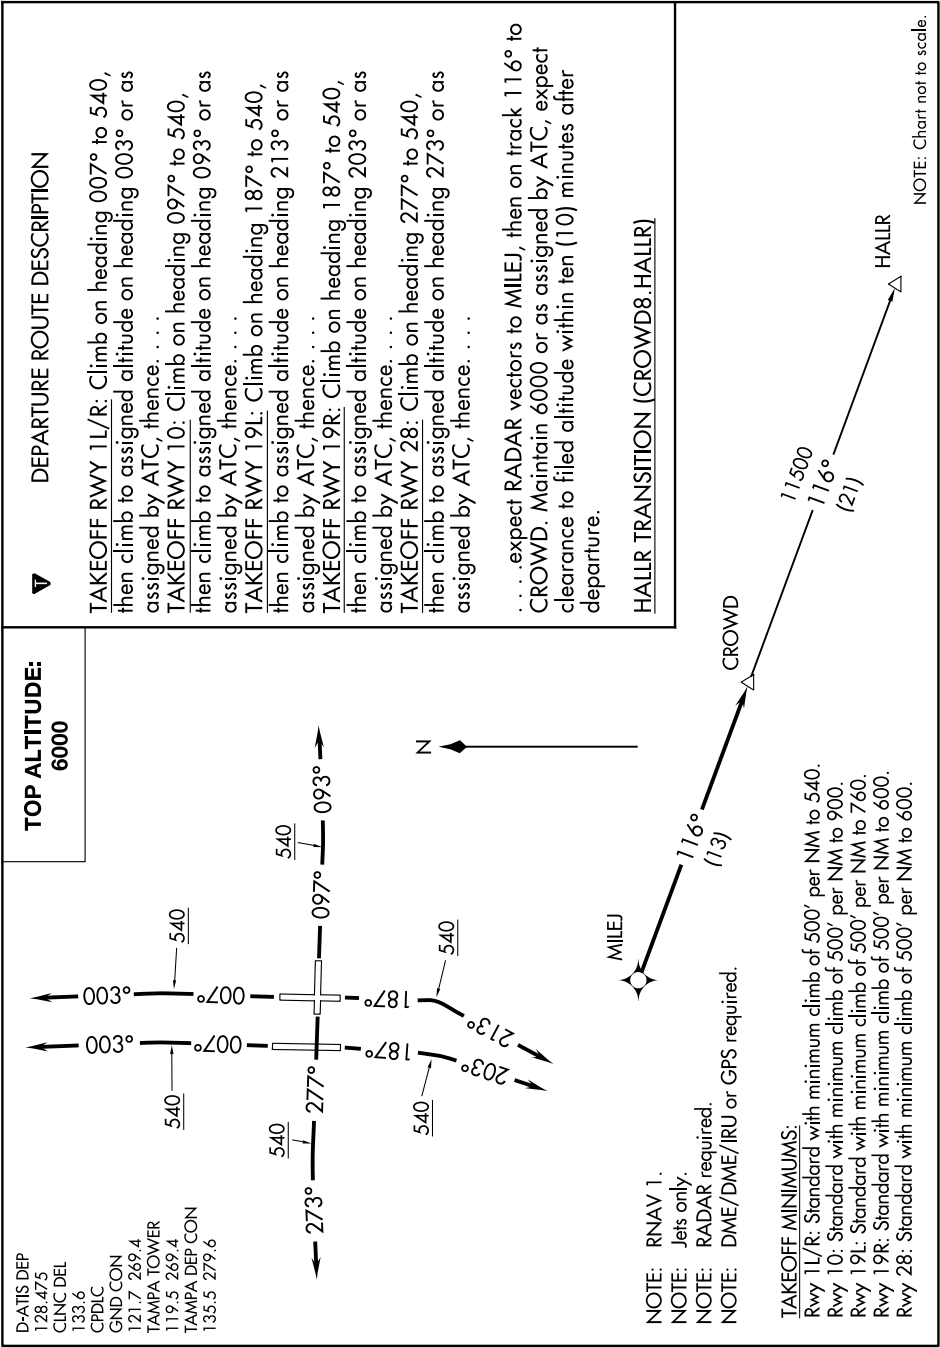 D-ATIS DEP
128.475
CLNC DEL
133.6
CPDLC
GND CON
121.7 269.4
TAMPA TOWER
119.5 269.4
TAMPA DEP CON
135.5 279.6
TOP ALTITUDE:
6000
T
DEPARTURE ROUTE DESCRIPTION
TAKEOFF RWY 1L/R: Climb on heading 007° to 540,
then climb to assigned altitude on heading 003° or as
assigned by ATC, thence. . . .
TAKEOFF RWY 10: Climb on heading 097° to 540,
then climb to assigned altitude on heading 093° or as
assigned by ATC, thence. . . .
TAKEOFF RWY 19L: Climb on heading 187° to 540,
then climb to assigned altitude on heading 213° or as
assigned by ATC, thence. . . .
TAKEOFF RWY 19R: Climb on heading 187° to 540,
then climb to assigned altitude on heading 203° or as
assigned by ATC, thence. . . .
TAKEOFF RWY 28: Climb on heading 277° to 540,
then climb to assigned altitude on heading 273° or as
assigned by ATC, thence. . . .
. . . .expect RADAR vectors to MILEJ, then on track 116° to
CROWD. Maintain 6000 or as assigned by ATC, expect
clearance to filed altitude within ten (10) minutes after
departure.
HALLR TRANSITION (CROWD8.HALLR)
003°
003°
540
540
007°
007°
273°
540
277°
097°
540
093°
187°
187°
540
540
203°
213°
N
MILEJ
116°
(13)
CROWD
11500
116°
(21)
HALLR
NOTE: RNAV 1.
NOTE: Jets only.
NOTE: RADAR required.
NOTE: DME/DME/IRU or GPS required.
TAKEOFF MINIMUMS:
Rwy 1L/R: Standard with minimum climb of 500' per NM to 540.
Rwy 10: Standard with minimum climb of 500' per NM to 900.
Rwy 19L: Standard with minimum climb of 500' per NM to 760.
Rwy 19R: Standard with minimum climb of 500' per NM to 600.
Rwy 28: Standard with minimum climb of 500' per NM to 600.
NOTE: Chart not to scale.